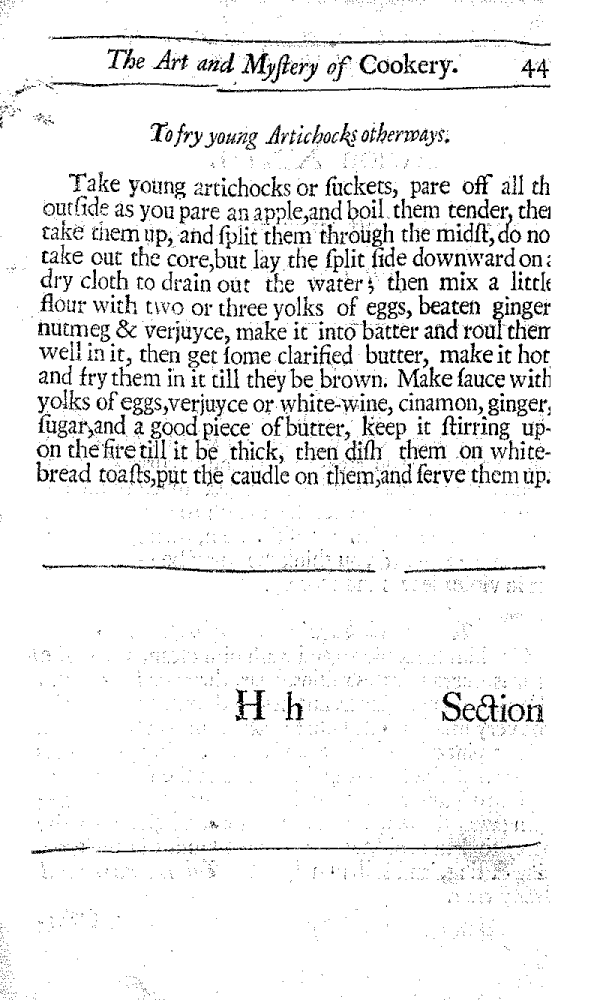 The Art and Myſtery of Cookery. 44
To fry young Artichocks otherways.
Take young artichocks or ſuckets, pare off all th
outſide as you pare an apple,and boil them tender, the
take them up, and ſplit them through the midſt, do no
take out the core,but lay the ſplit ſide downward on a
dry cloth to drain out the water; then mix a little
flour with two or three yolks of eggs, beaten ginger
nutmeg & verjuyce, make it into batter and roul them
well in it, then get ſome clarified butter, make it hot
and fry them in it till they be brown. Make ſauce with
yolks of eggs,verjuyce or white-wine, cinamon, ginger,
ſugar,and a good piece of butter, keep it ſtirring up-
on the fire till it be thick, then diſh them on white-
bread toaſts,put the caudle on them,and ſerve them up.
H h Section